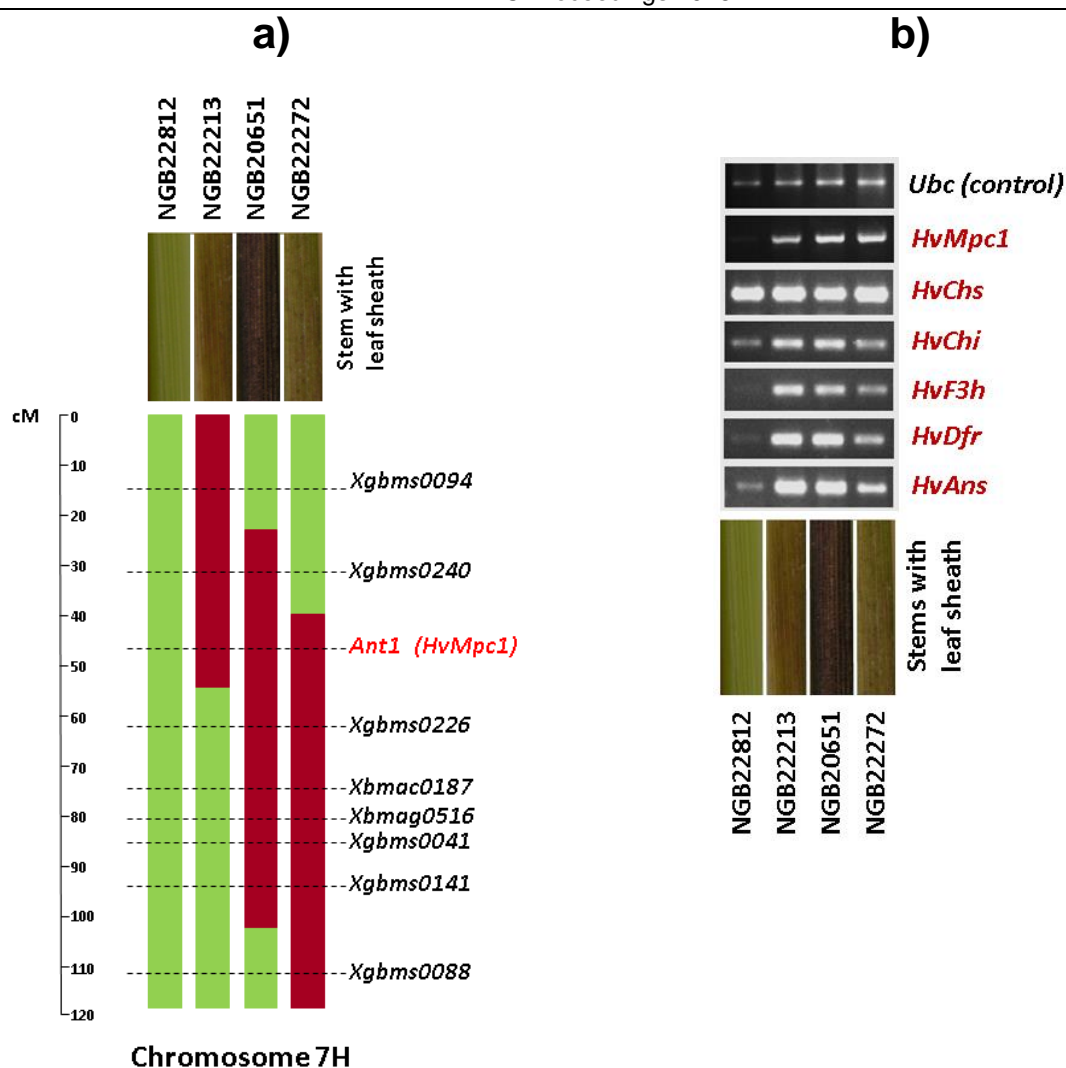 a)
b)
NGB22812
NGB22213
NGB20651
NGB22272
Stem with
leaf sheath
cM
0
10
20
30
40
50
60
70
80
90
100
110
120
Xgbms0094
Xgbms0240
Ant1 (HvMpc1)
Xgbms0226
Xbmac0187
Xbmag0516
Xgbms0041
Xgbms0141
Xgbms0088
Chromosome 7H
Ubc (control)
HvMpc1
HvChs
HvChi
HvF3h
HvDfr
HvAns
Stems with
leaf sheath
NGB22812
NGB22213
NGB20651
NGB22272